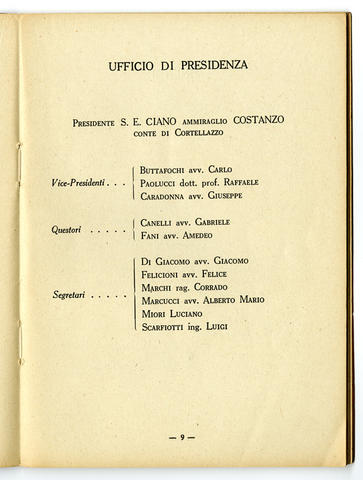 UFFICIO DI PRESIDENZA
Presidente S. E. CIANO ammiraglio COSTANZO
conte di Cortellazzo
Vice-Presidenti . . .
Buttafochi avv. Carlo
Paolucci dott. prof. Raffaele
Caradonna avv. Giuseppe
Questori . . . . .
Canelli avv. Gabriele
Fani avv. Amedeo
Segretari . . . . .
Di Giacomo avv. Giacomo
Felicioni avv. Felice
Marchi rag. Corrado
Marcucci avv. Alberto Mario
Miori Luciano
Scarfiotti ing. Luigi
— 9 —